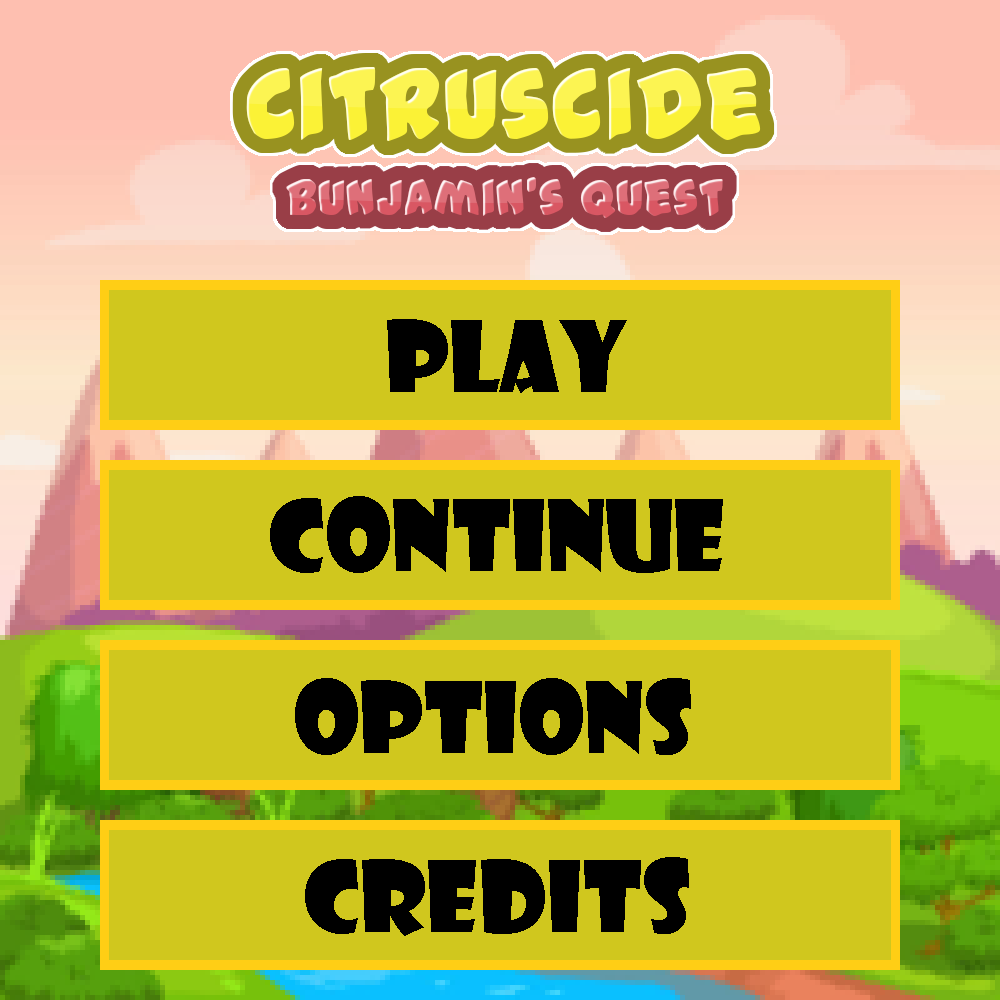 CITRUSCIDE
BUNJAMIN'S QUEST
PLAY
CONTINUE
OPTIONS
CREDITS